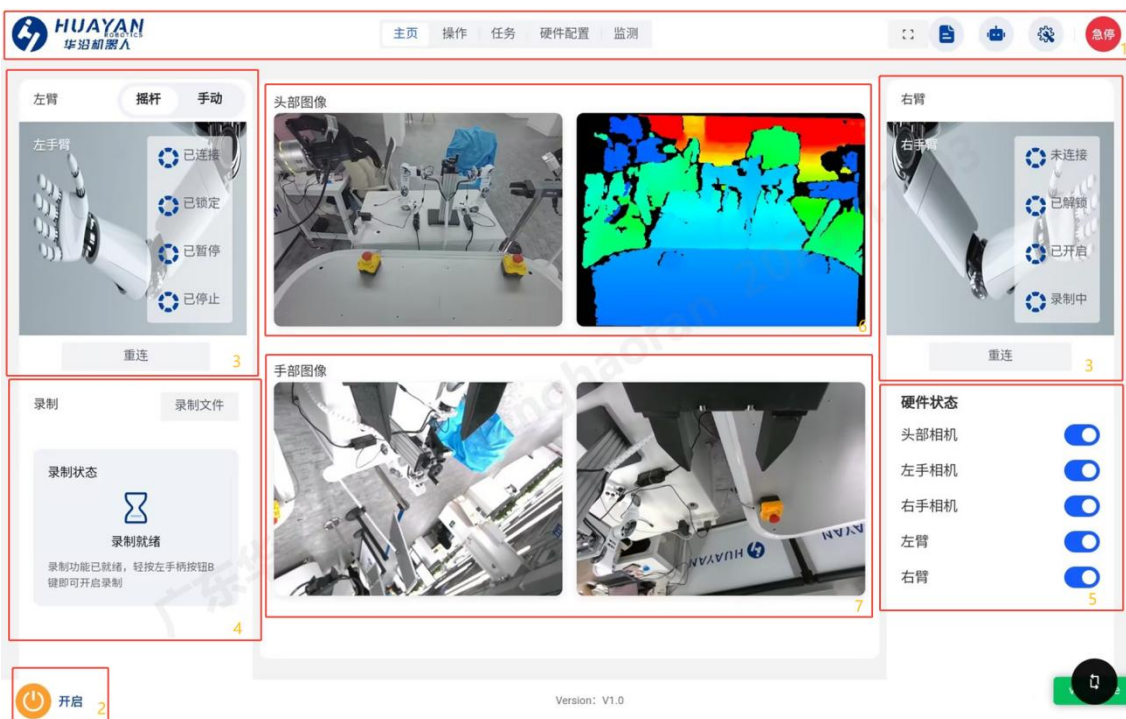 HUAYAN
ROBOTICS
华沿机器人
主页 操作 任务 硬件配置 监测
急停
1
左臂 摇杆 手动
左手臂
已连接
已锁定
已暂停
已停止
重连
3
录制 录制文件
录制状态
录制就绪
录制功能已就绪，轻按左手柄按钮B
键即可开启录制
4
头部图像
6
手部图像
HUAYAN
HUAYAN
7
右臂
右手臂
未连接
已解锁
已开启
录制中
重连
3
硬件状态
头部相机
左手相机
右手相机
左臂
右臂
5
开启
2
Version: V1.0